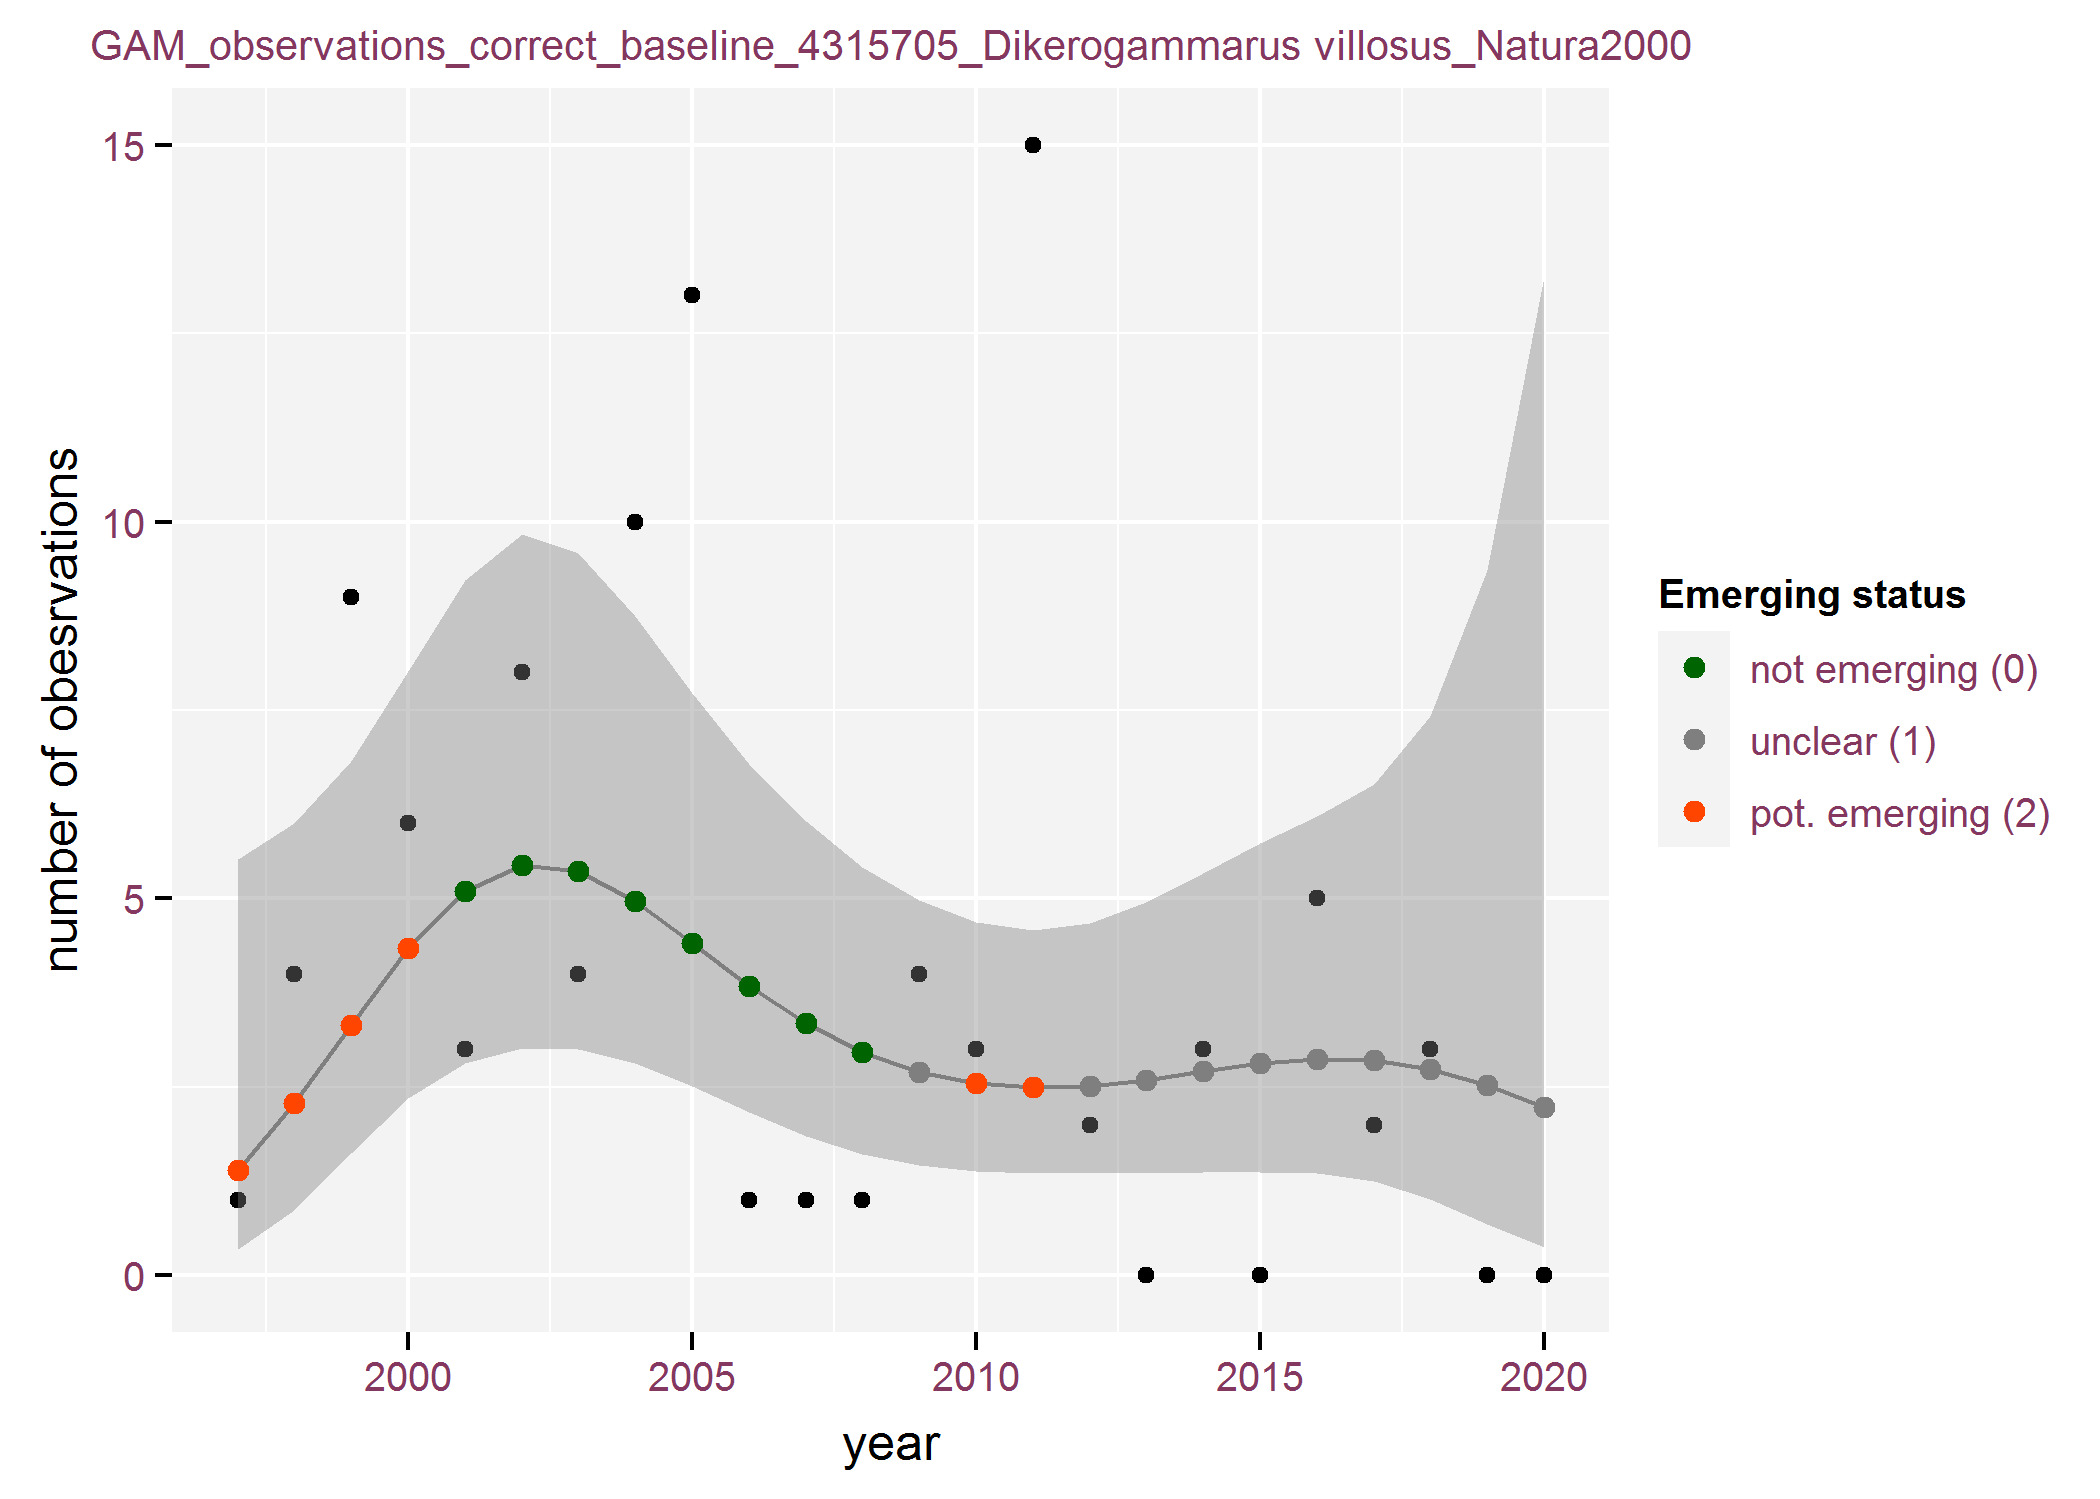 GAM_observations_correct_baseline_4315705_Dikerogammarus villosus_Natura2000
number of obesrvations
15
10
5
0
2000 2005 2010 2015 2020
year
Emerging status
not emerging (0)
unclear (1)
pot. emerging (2)